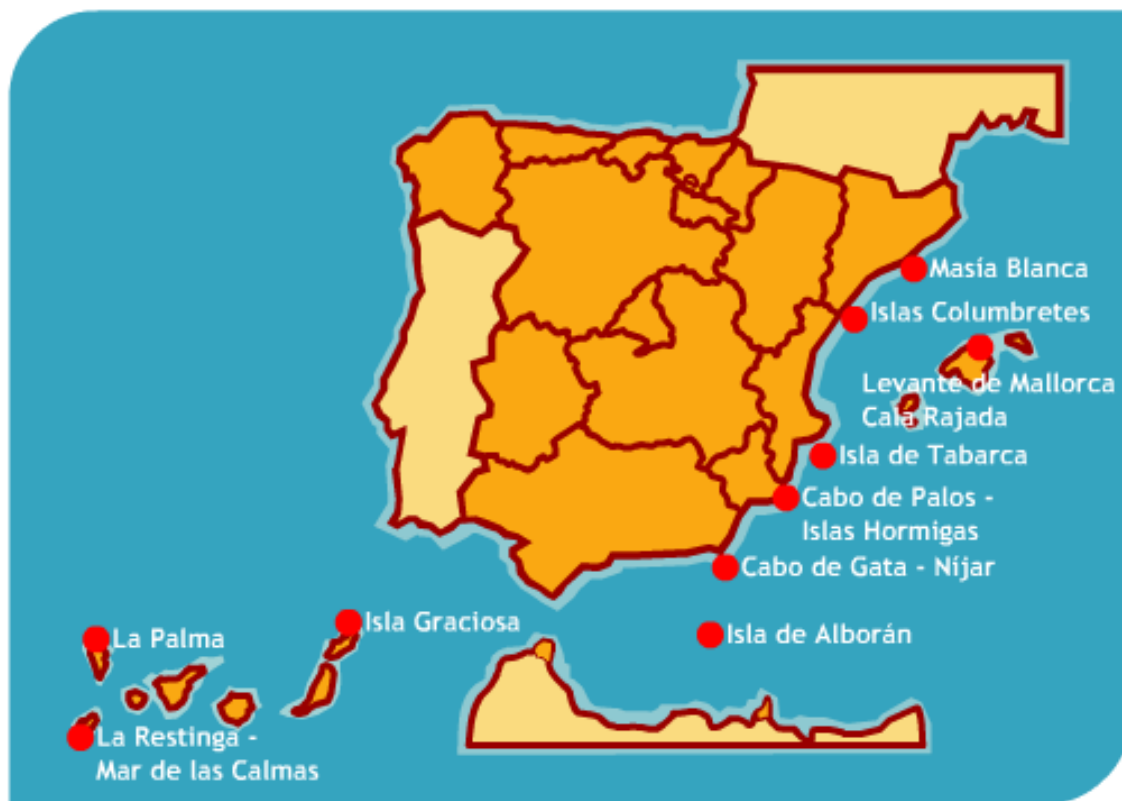 Masía Blanca
Islas Columbretes
Levante de Mallorca
Cala Rajada
Isla de Tabarca
Cabo de Palos -
Islas Hormigas
Cabo de Gata - Níjar
Isla Graciosa
Isla de Alborán
La Palma
La Restinga -
Mar de las Calmas